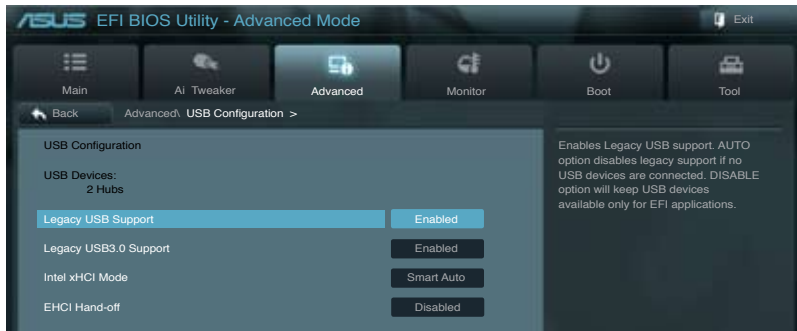 ASUS EFI BIOS Utility - Advanced Mode
Exit
Main
Ai Tweaker
Advanced
Monitor
Boot
Tool
Back
Advanced\ USB Configuration >
USB Configuration
USB Devices:
2 Hubs
Legacy USB Support Enabled
Legacy USB3.0 Support Enabled
Intel xHCI Mode Smart Auto
EHCI Hand-off Disabled
Enables Legacy USB support. AUTO
option disables legacy support if no
USB devices are connected. DISABLE
option will keep USB devices
available only for EFI applications.